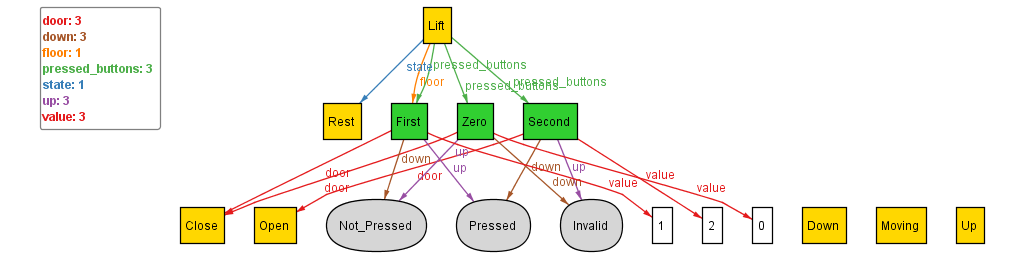 door: 3
down: 3
floor: 1
pressed_buttons: 3
state: 1
up: 3
value: 3
Lift
state
floor
pressed_buttons
pressed_buttons
pressed_buttons
Rest
First
Zero
Second
down
up
up
down
up
door
door
door
down
value
value
value
Close
Open
Not_Pressed
Pressed
Invalid
1
2
0
Down
Moving
Up